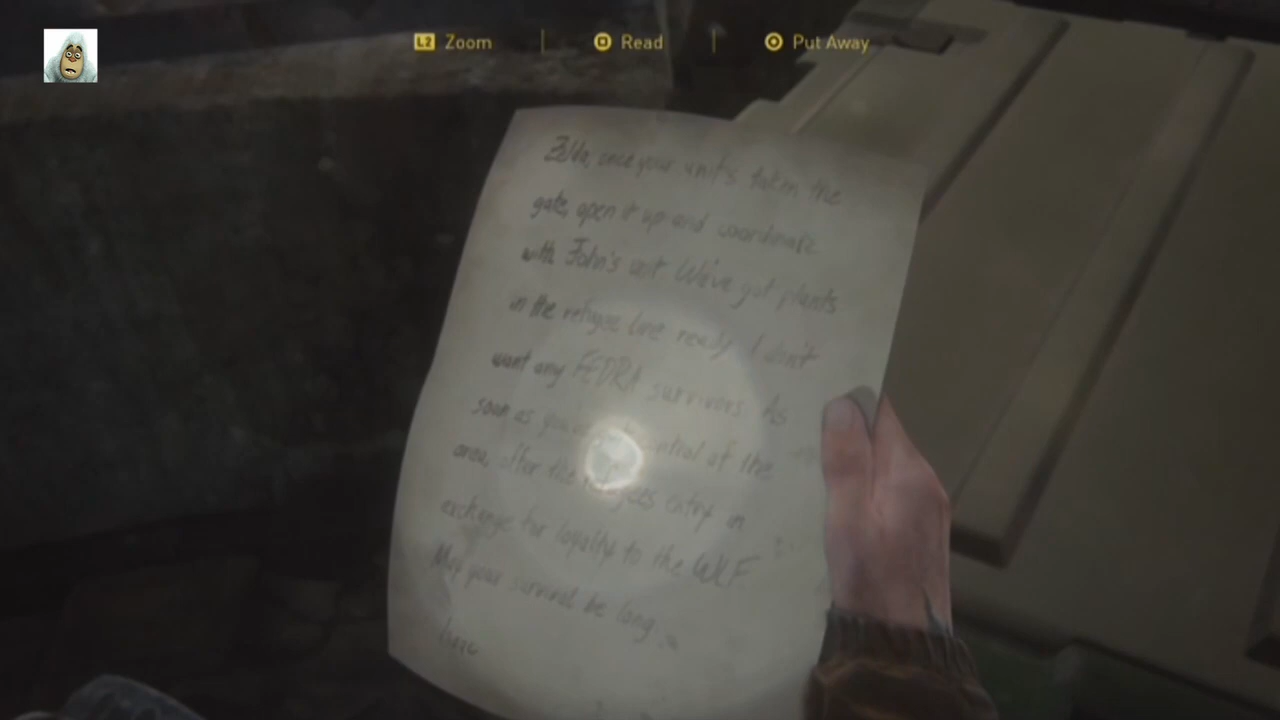 L2 Zoom | Read | Put Away
once your unit's taken the
gate, open it up and coordinate
with John's unit We've got plants
in the refugee line ready. I don't
want any FEDRA survivors. As
soon as control of the
area, offer the refugees entry in
exchange for loyalty to the WLF.
May your survival be long.